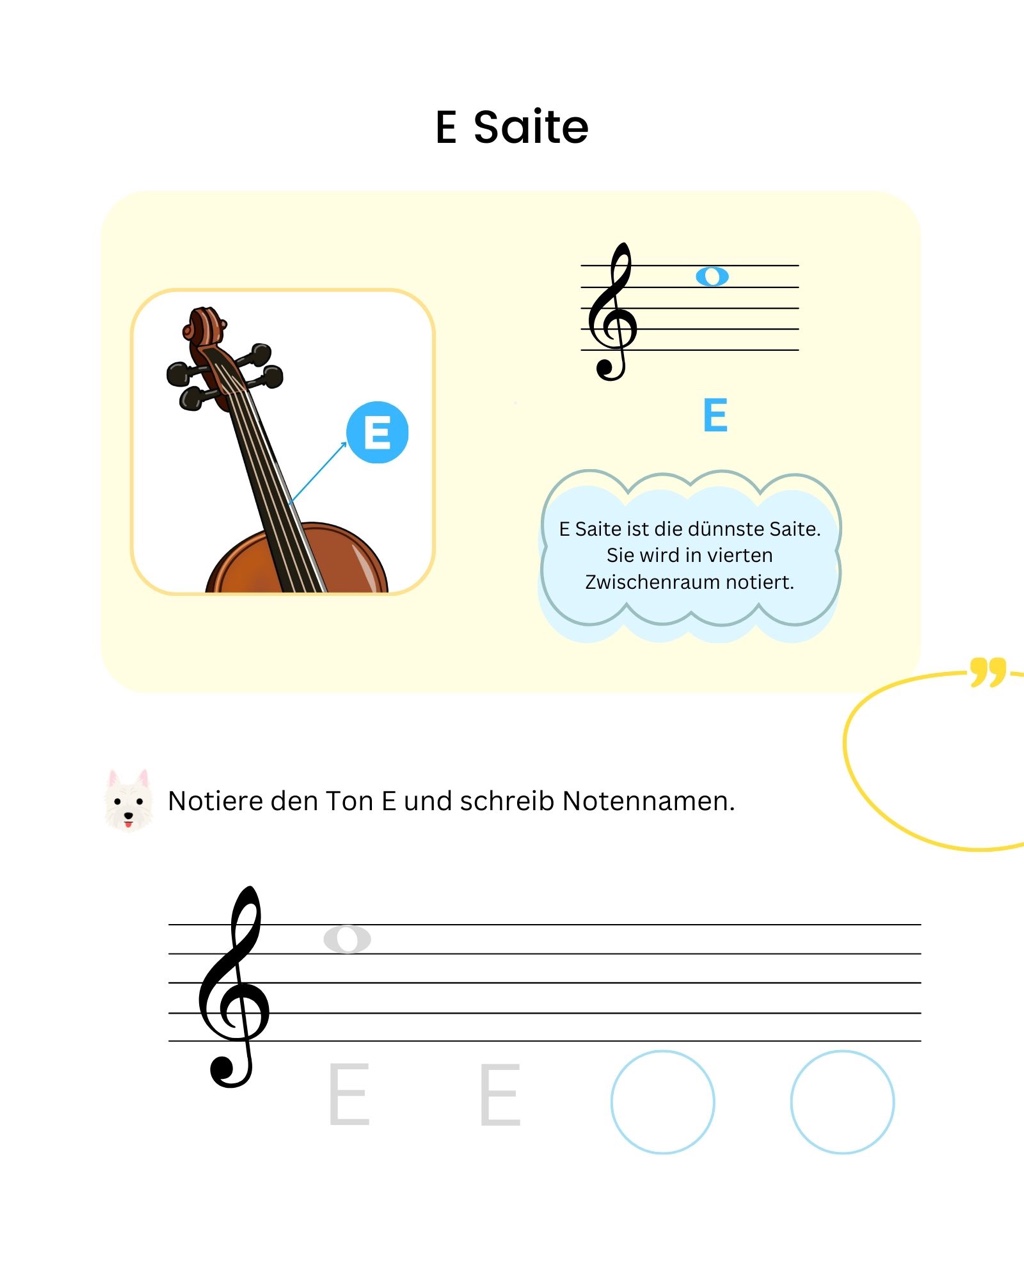 E Saite
E
E
E Saite ist die dünnste Saite.
Sie wird in vierten
Zwischenraum notiert.
”
Notiere den Ton E und schreib Notennamen.
E E